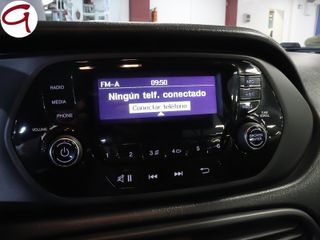 FM-A 09:50
Ningún telf. conectado
Conectar teléfono
RADIO
MEDIA
PHONE
VOLUME
1 2 3 4 5 6